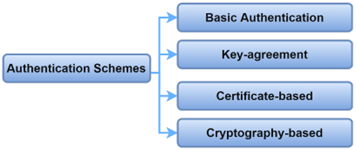 Basic Authentication
Key-agreement
Authentication Schemes
Certificate-based
Cryptography-based